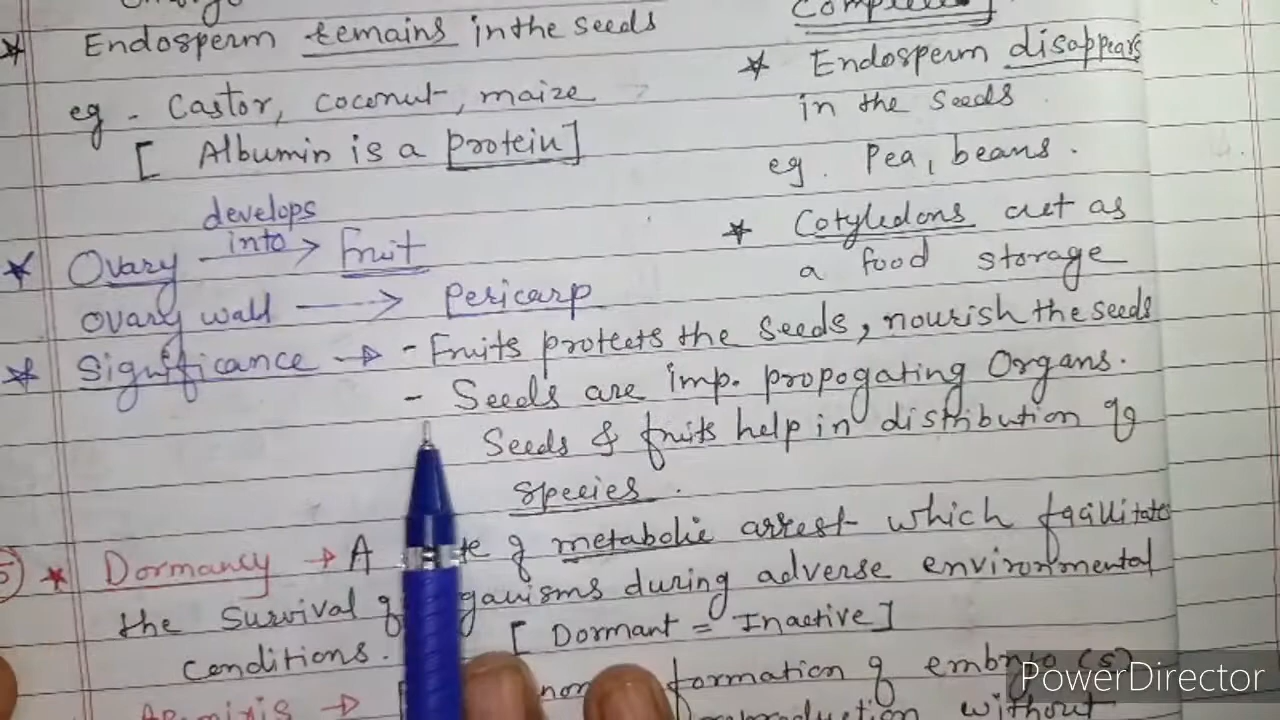 * Endosperm remains in the seeds
eg. Castor, coconut, maize
[ Albumin is a protein]
* Endosperm disappears
in the seeds
eg. Pea, beans.
* Cotyledons act as
a food storage
develops
* Ovary into > Fruit
Ovary wall → Pericarp
* Significance → - Fruits protects the seeds, nourish the seeds
- Seeds are imp. propogating Organs.
Seeds & fruits help in distribution of
species.
* Dormancy → A of metabolic arrest which facillitate
the Survival of organisms during adverse environmental
Conditions. [ Dormant = Inactive ]
formation of embryo (s)
without
PowerDirector